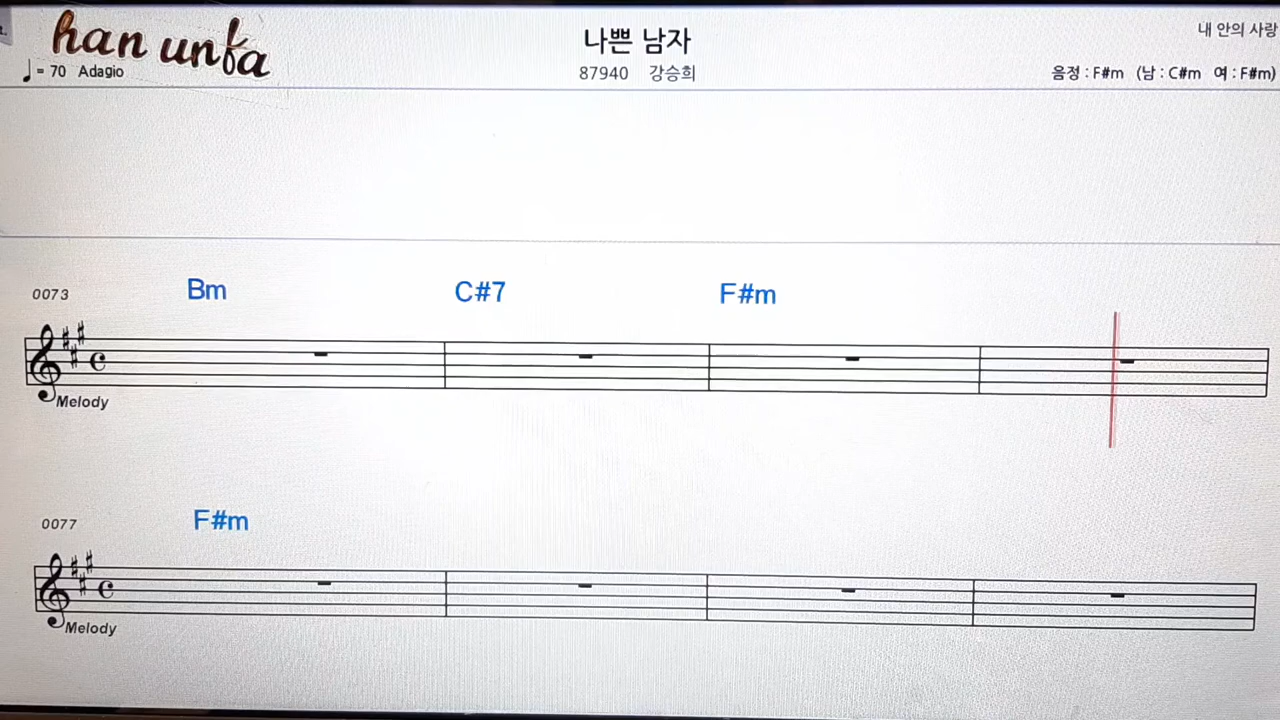 han unfa
나쁜 남자
내 안의 사랑
♩ = 70 Adagio
87940 강승희
음정 : F#m (남 : C#m 여 : F#m)
0073 Bm C#7 F#m
Melody
0077 F#m
Melody